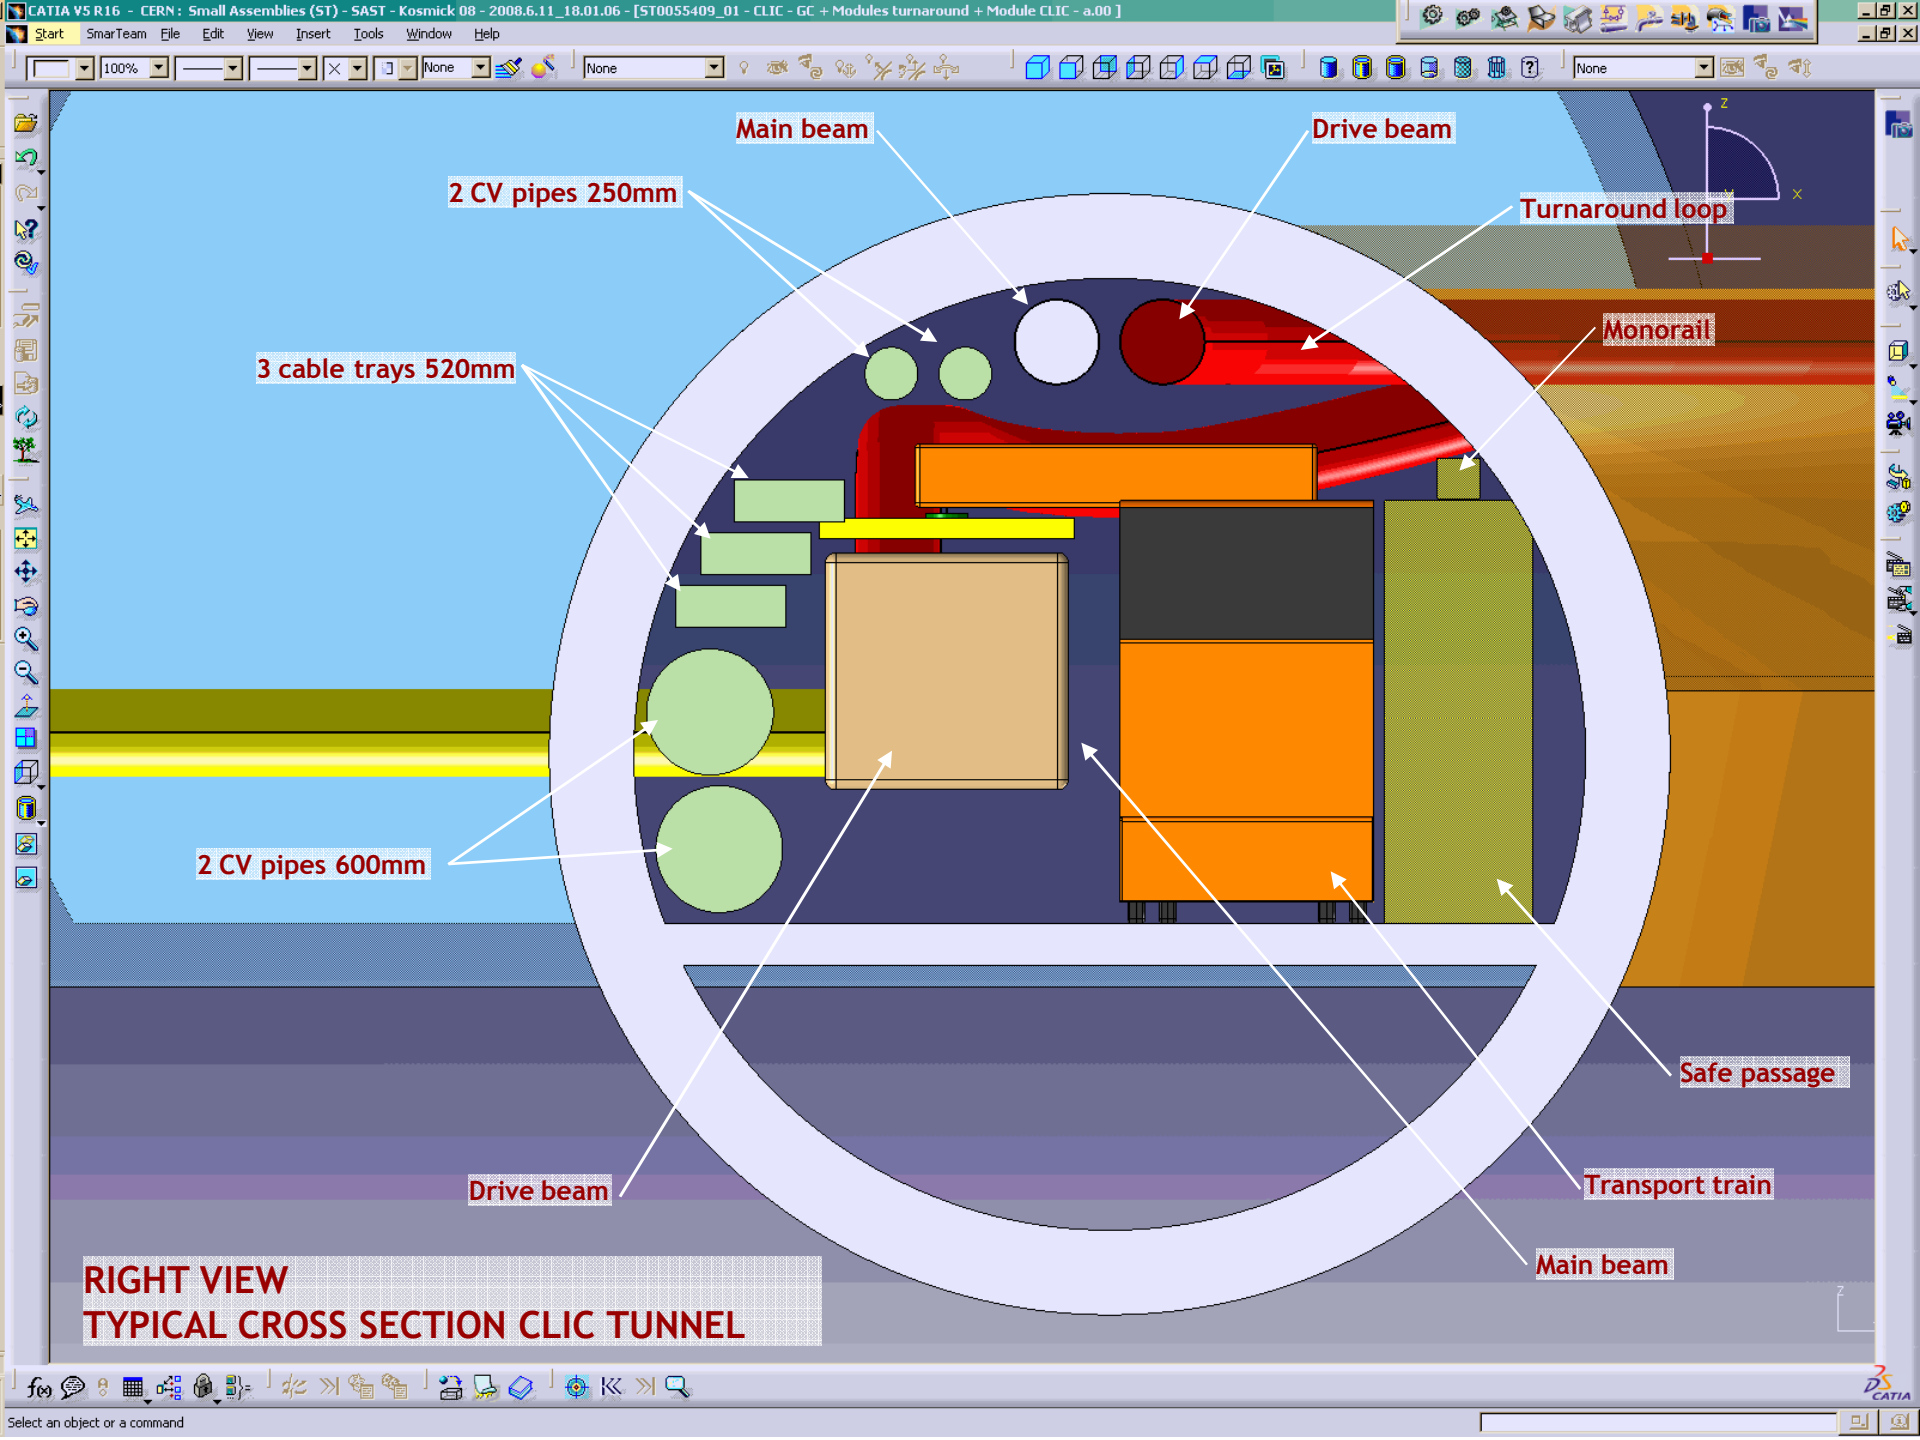 CATIA V5 R16 - CERN : Small Assemblies (ST) - SAST - Kosmick 08 - 2008.6.11_18.01.06 - [ST0055409_01 - CLIC - GC + Modules turnaround + Module CLIC - a.00 ]
Start SmarTeam File Edit View Insert Tools Window Help
100% None None None
Main beam
Drive beam
Z
X
2 CV pipes 250mm
Turnaround loop
Monorail
3 cable trays 520mm
2 CV pipes 600mm
Safe passage
Drive beam
Transport train
Main beam
RIGHT VIEW
TYPICAL CROSS SECTION CLIC TUNNEL
Z
f(x)
CATIA
Select an object or a command